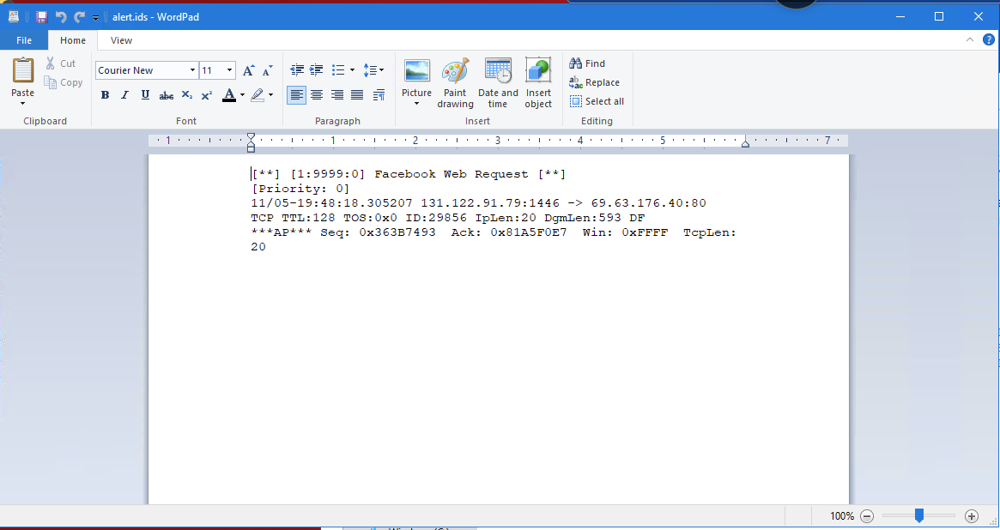 alert.ids - WordPad
File Home View
Cut
Copy
Paste
Clipboard
Courier New 11
B I U abc X₂ X² A
Font
Paragraph
Picture
Paint drawing
Date and time
Insert object
Insert
Find
Replace
Select all
Editing
1 1 2 3 4 5 7
[**] [1:9999:0] Facebook Web Request [**]
[Priority: 0]
11/05-19:48:18.305207 131.122.91.79:1446 -> 69.63.176.40:80
TCP TTL:128 TOS:0x0 ID:29856 IpLen:20 DgmLen:593 DF
***AP*** Seq: 0x363B7493  Ack: 0x81A5F0E7  Win: 0xFFFF  TcpLen:
20
100%